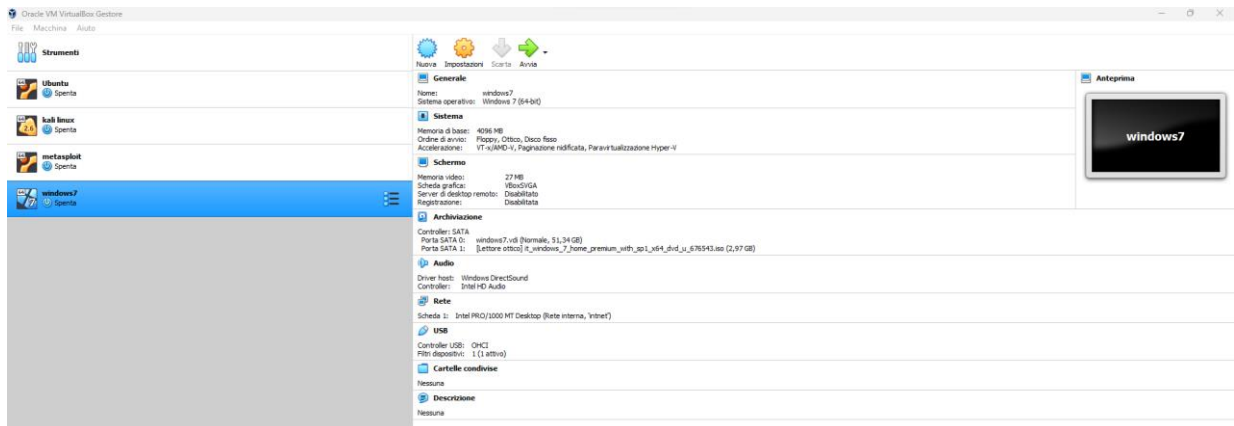 Oracle VM VirtualBox Gestore
File Macchina Aiuto
Strumenti
Ubuntu
Spenta
kali linux
Spenta
metasploit
Spenta
windows7
Spenta
Nuova Impostazioni Scarta Avvia
Generale
Nome: windows7
Sistema operativo: Windows 7 (64-bit)
Sistema
Memoria di base: 4096 MB
Ordine di avvio: Floppy, Ottico, Disco fisso
Accelerazione: VT-x/AMD-V, Paginazione nidificata, Paravirtualizzazione Hyper-V
Schermo
Memoria video: 27 MB
Scheda grafica: VBoxSVGA
Server di desktop remoto: Disabilitato
Registrazione: Disabilitata
Archiviazione
Controller: SATA
Porta SATA 0: windows7.vdi (Normale, 51,34 GB)
Porta SATA 1: [Lettore ottico] it_windows_7_home_premium_with_sp1_x64_dvd_u_676543.iso (2,97 GB)
Audio
Driver host: Windows DirectSound
Controller: Intel HD Audio
Rete
Scheda 1: Intel PRO/1000 MT Desktop (Rete interna, 'intnet')
USB
Controller USB: OHCI
Filtri dispositivi: 1 (1 attivo)
Cartelle condivise
Nessuna
Descrizione
Nessuna
Anteprima
windows7